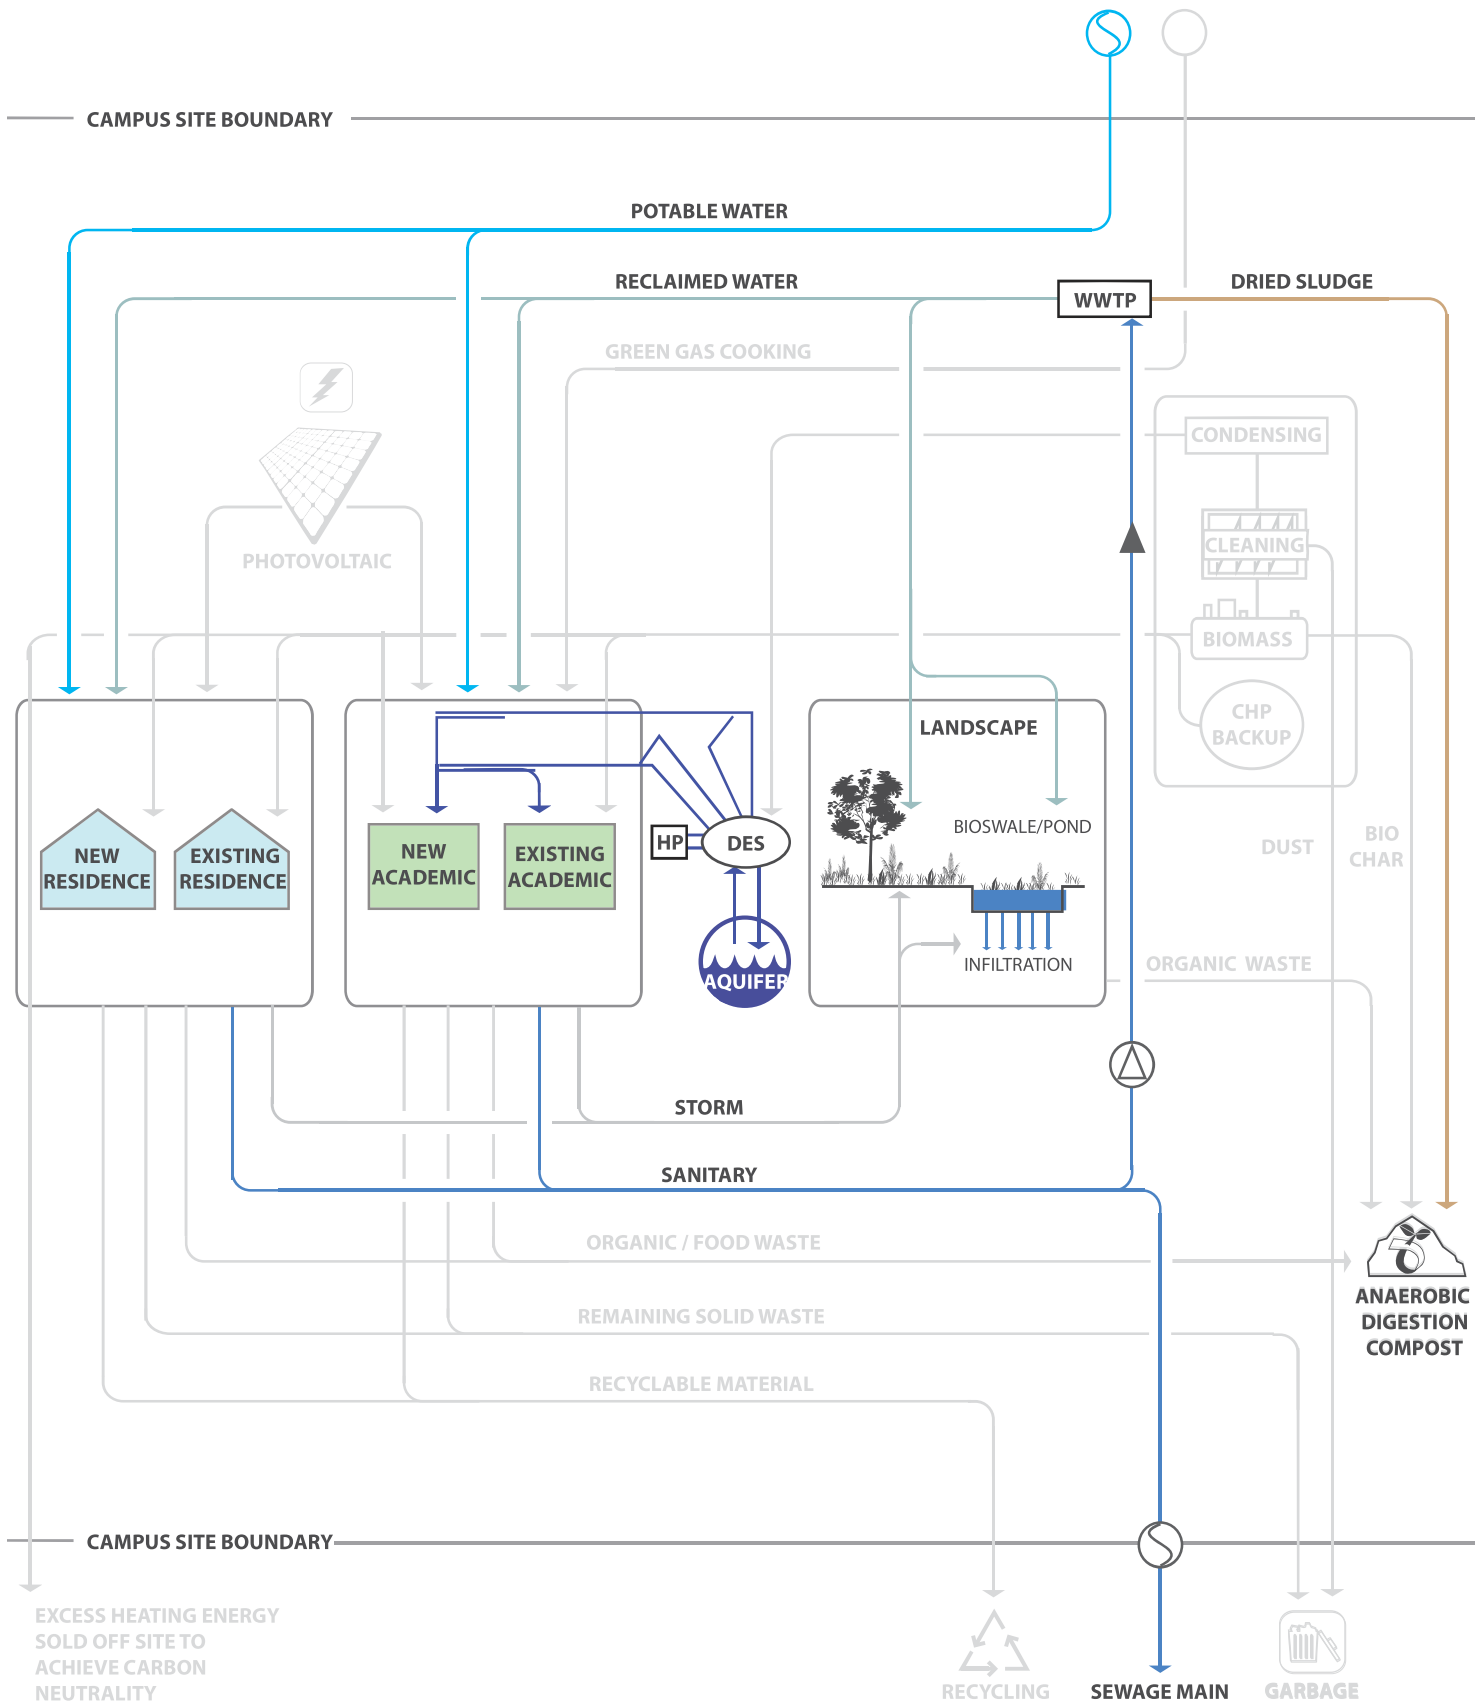 CAMPUS SITE BOUNDARY
POTABLE WATER
RECLAIMED WATER
WWTP
DRIED SLUDGE
GREEN GAS COOKING
CONDENSING
CLEANING
PHOTOVOLTAIC
BIOMASS
CHP
BACKUP
LANDSCAPE
BIOSWALE/POND
DUST
BIO
CHAR
NEW
RESIDENCE
EXISTING
RESIDENCE
NEW
ACADEMIC
EXISTING
ACADEMIC
HP
DES
AQUIFER
INFILTRATION
ORGANIC WASTE
STORM
SANITARY
ORGANIC / FOOD WASTE
ANAEROBIC
DIGESTION
COMPOST
REMAINING SOLID WASTE
RECYCLABLE MATERIAL
CAMPUS SITE BOUNDARY
EXCESS HEATING ENERGY
SOLD OFF SITE TO
ACHIEVE CARBON
NEUTRALITY
RECYCLING
SEWAGE MAIN
GARBAGE